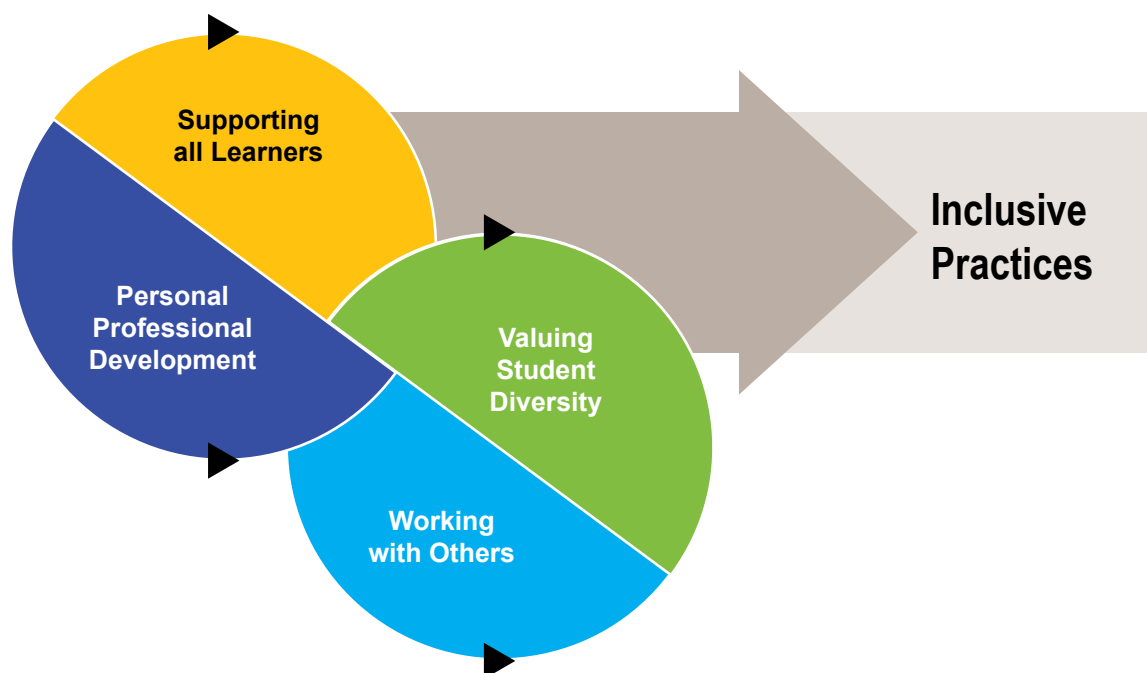 Supporting
all Learners
Personal
Professional
Development
Valuing
Student
Diversity
Working
with Others
Inclusive
Practices